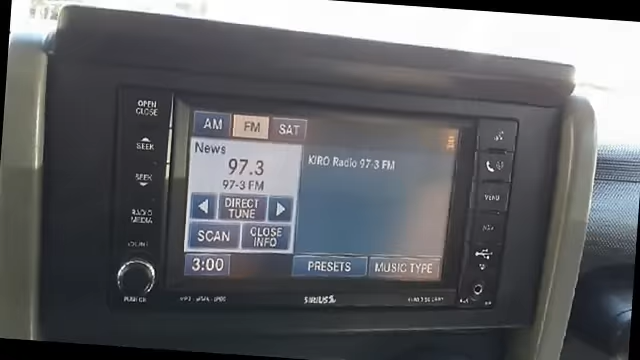 OPEN
CLOSE
SEEK
SEEK
RADIO
MEDIA
AM
FM
SAT
News
97.3
97-3 FM
DIRECT
TUNE
SCAN
CLOSE
INFO
3:00
KIRO Radio 97-3 FM
PRESETS
MUSIC TYPE
MENU
SIRIUS